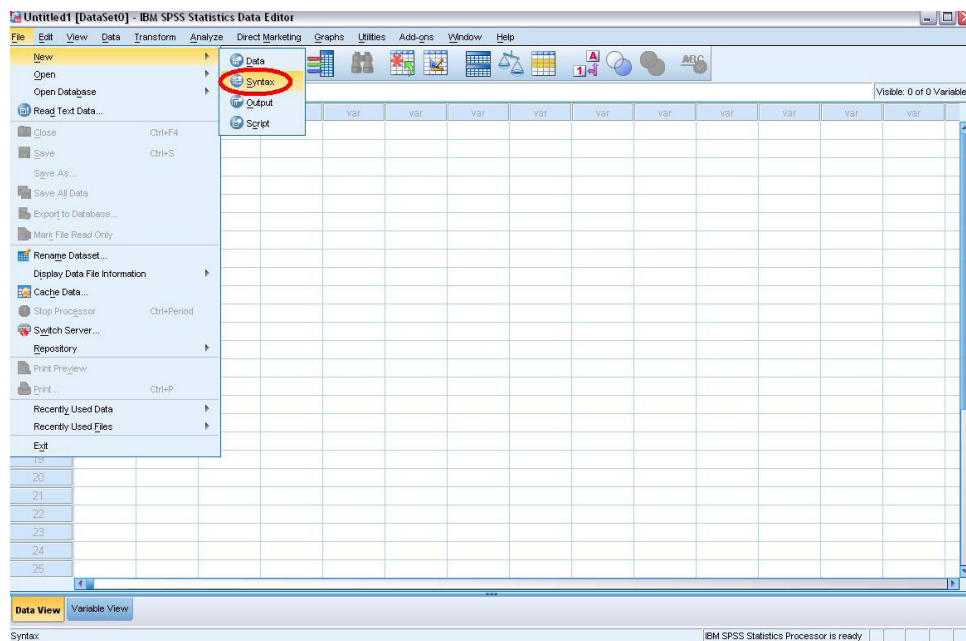 Untitled1 [DataSet0] - IBM SPSS Statistics Data Editor
File Edit View Data Transform Analyze Direct Marketing Graphs Utilities Add-ons Window Help
New
Open
Open Database
Read Text Data...
Close Ctrl+F4
Save Ctrl+S
Save As...
Save All Data
Export to Database...
Mark File Read Only
Rename Dataset...
Display Data File Information
Cache Data...
Stop Processor Ctrl+Period
Switch Server...
Repository
Print Preview
Print... Ctrl+P
Recently Used Data
Recently Used Files
Exit
Data
Syntax
Output
Script
A
1
ABC
Visible: 0 of 0 Variable
var var var var var var var var var var
19
20
21
22
23
24
25
Data View Variable View
Syntax IBM SPSS Statistics Processor is ready